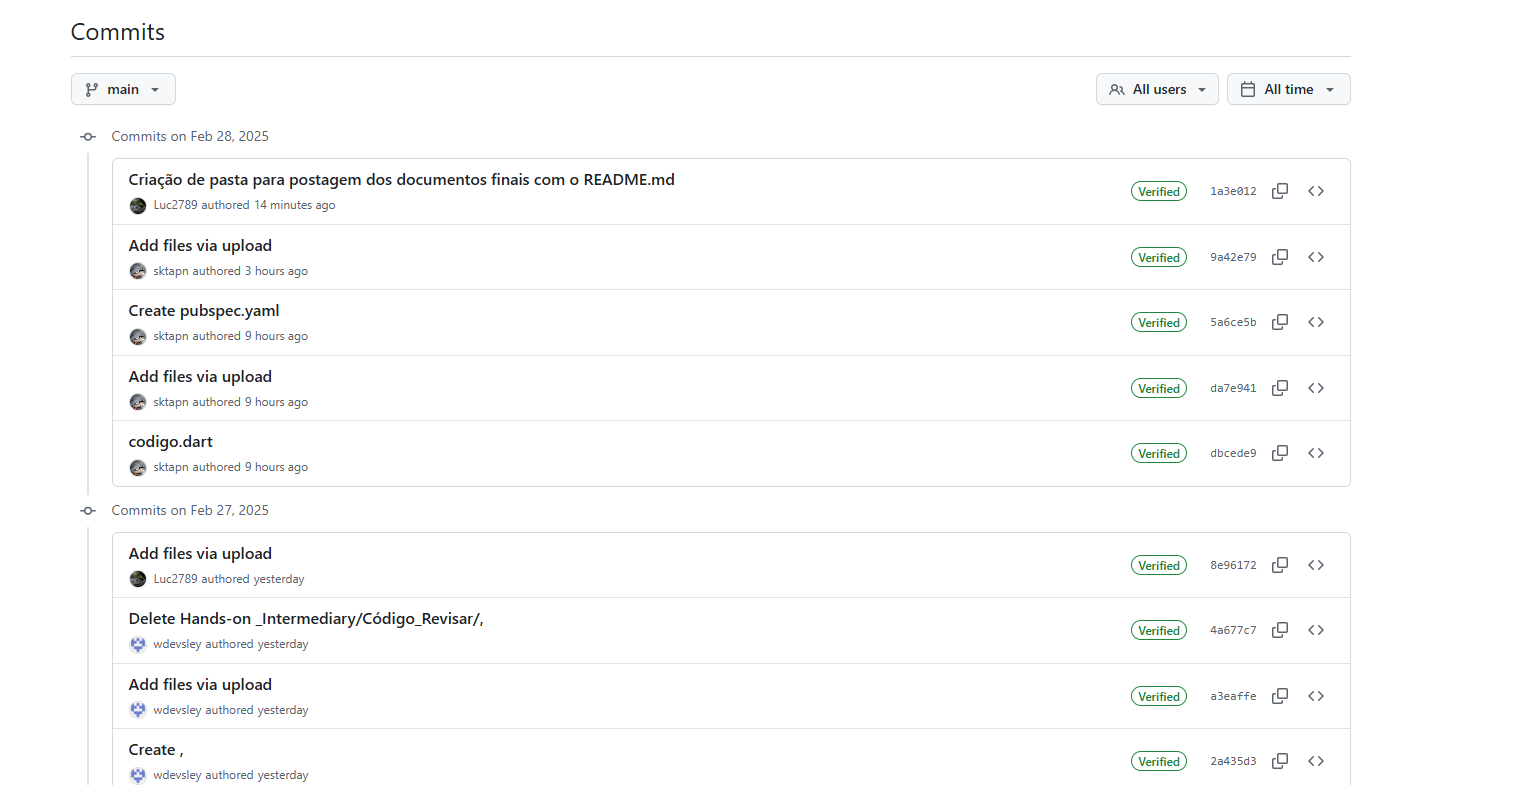 Commits
main
All users
All time
Commits on Feb 28, 2025
Criação de pasta para postagem dos documentos finais com o README.md
Luc2789 authored 14 minutes ago
Verified
1a3e012
Add files via upload
sktapn authored 3 hours ago
Verified
9a42e79
Create pubspec.yaml
sktapn authored 9 hours ago
Verified
5a6ce5b
Add files via upload
sktapn authored 9 hours ago
Verified
da7e941
codigo.dart
sktapn authored 9 hours ago
Verified
dbcede9
Commits on Feb 27, 2025
Add files via upload
Luc2789 authored yesterday
Verified
8e96172
Delete Hands-on _Intermediary/Código_Revisar/,
wdevsley authored yesterday
Verified
4a677c7
Add files via upload
wdevsley authored yesterday
Verified
a3eaffe
Create ,
wdevsley authored yesterday
Verified
2a435d3